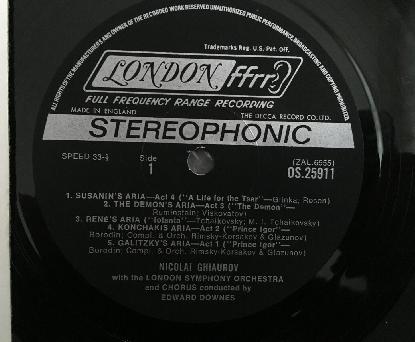 ALL RIGHTS OF THE MANUFACTURERS AND OWNER OF THE RECORDED WORK RESERVED UNAUTHORISED PUBLIC PERFORMANCE, BROADCASTING AND COPYING PROHIBITED
Trademarks Reg. U.S. Pat. OFF.
LONDON ffrr
FULL FREQUENCY RANGE RECORDING
MADE IN ENGLAND THE DECCA RECORD CO. LTD.
STEREOPHONIC
SPEED 33⅓ Side 1 (ZAL.6555)
OS.25911
1. SUSANIN'S ARIA—Act 4 ("A Life for the Tsar"—Glinka; Rosen)
2. THE DEMON'S ARIA—Act 3 ("The Demon"—
Rubinstein; Viskovatov)
3. RENÉ'S ARIA ("Iolanta"—Tchaikovsky; M. I. Tchaikovsky)
4. KONCHAKIS ARIA—Act 2 ("Prince Igor"—
Borodin; Compl. & Orch. Rimsky-Korsakov & Glazunov)
5. GALITZKY'S ARIA—Act 1 ("Prince Igor"—
Borodin; Compl. & Orch. Rimsky-Korsakov & Glazunov)
NICOLAI GHIAUROV
with the LONDON SYMPHONY ORCHESTRA
and CHORUS conducted by
EDWARD DOWNES